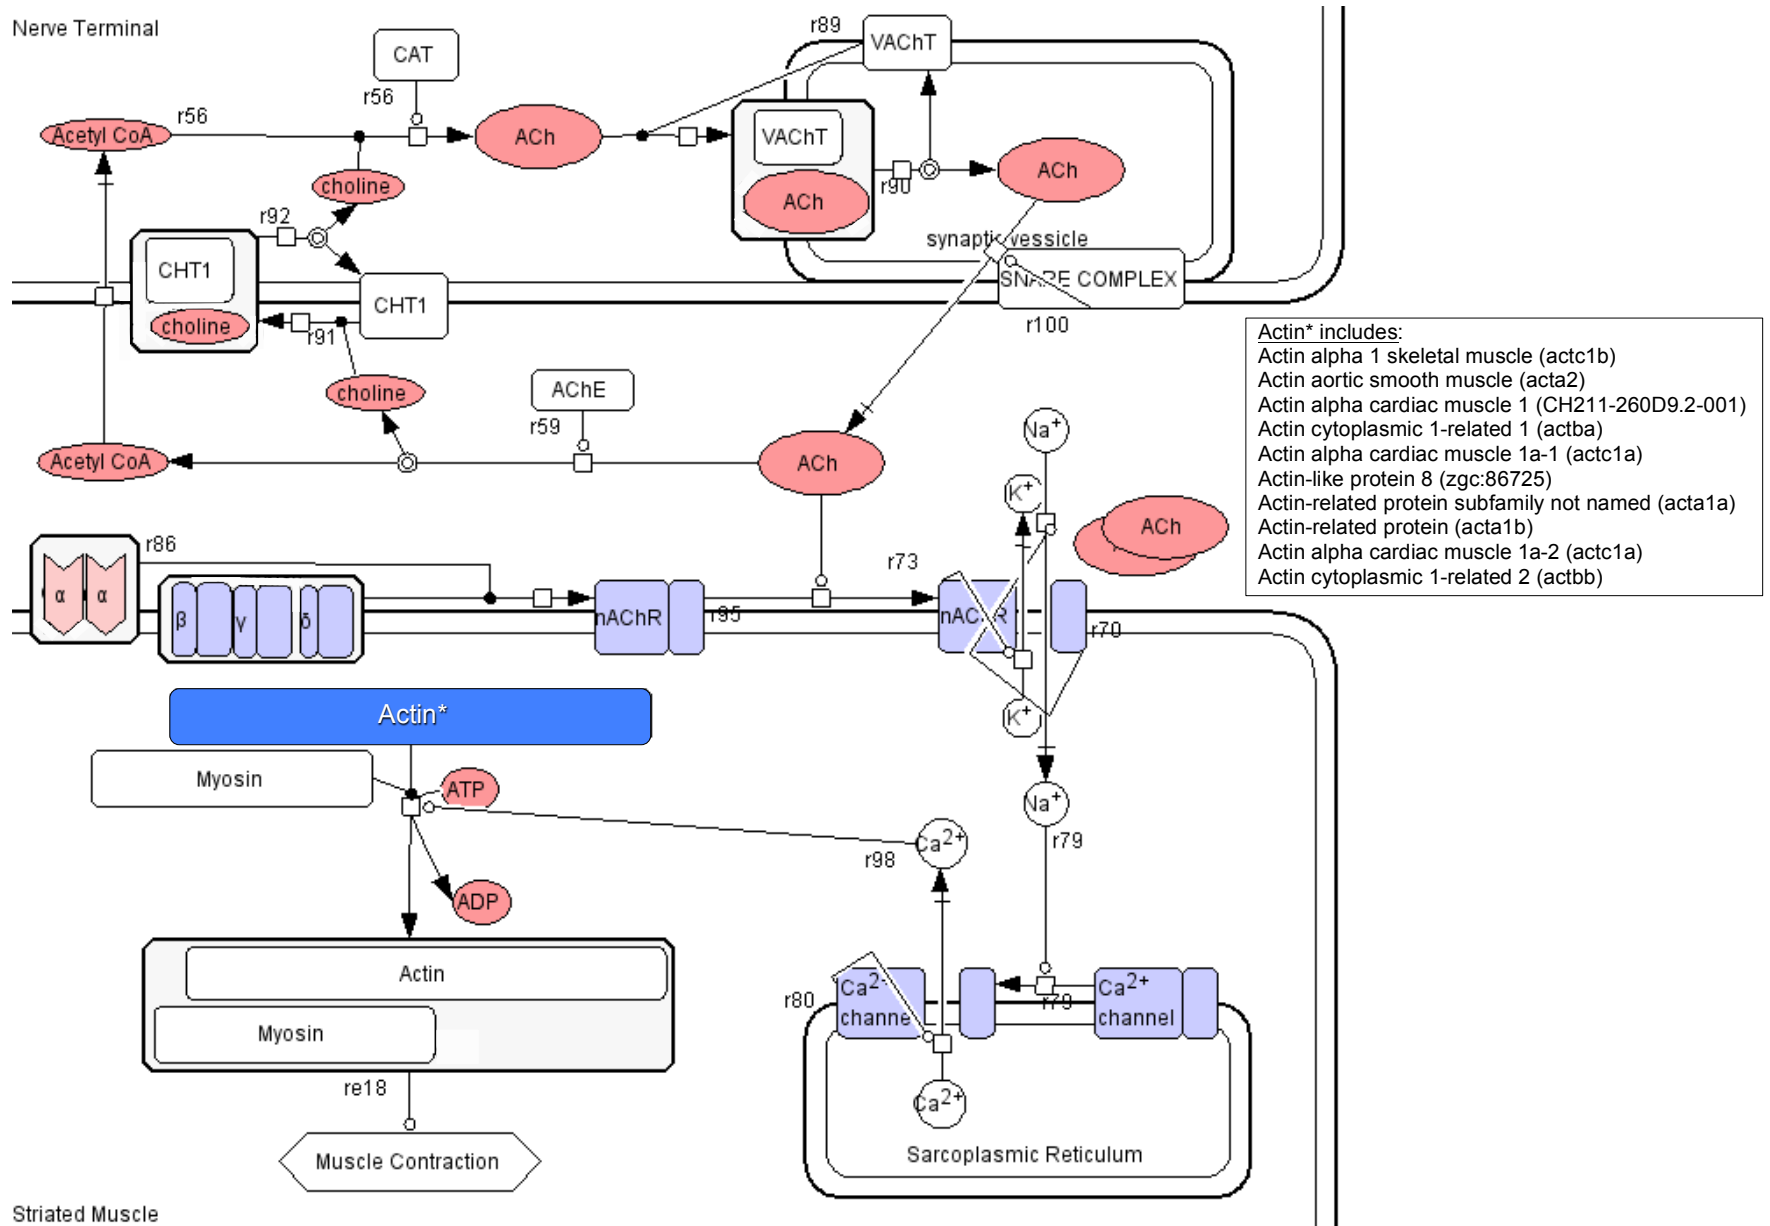 Nerve Terminal
r89
VAChT
CAT
r56
r56
Acetyl CoA
ACh
VAChT
ACh
r90
ACh
choline
r92
synaptic vessicle
CHT1
choline
CHT1
SNARE COMPLEX
r91
r100
Actin* includes:
Actin alpha 1 skeletal muscle (actc1b)
Actin aortic smooth muscle (acta2)
Actin alpha cardiac muscle 1 (CH211-260D9.2-001)
Actin cytoplasmic 1-related 1 (actba)
Actin alpha cardiac muscle 1a-1 (actc1a)
Actin-like protein 8 (zgc:86725)
Actin-related protein subfamily not named (acta1a)
Actin-related protein (acta1b)
Actin alpha cardiac muscle 1a-2 (actc1a)
Actin cytoplasmic 1-related 2 (actbb)
choline
AChE
r59
Na+
Acetyl CoA
ACh
K+
ACh
r86
r73
α α
β γ δ
nAChR
r95
nAChR
r70
Actin*
K+
Myosin
ATP
Na+
r79
Ca2+
r98
ADP
Actin
Myosin
r80
Ca2+
channel
r79
Ca2+
channel
re18
Ca2+
Muscle Contraction
Sarcoplasmic Reticulum
Striated Muscle